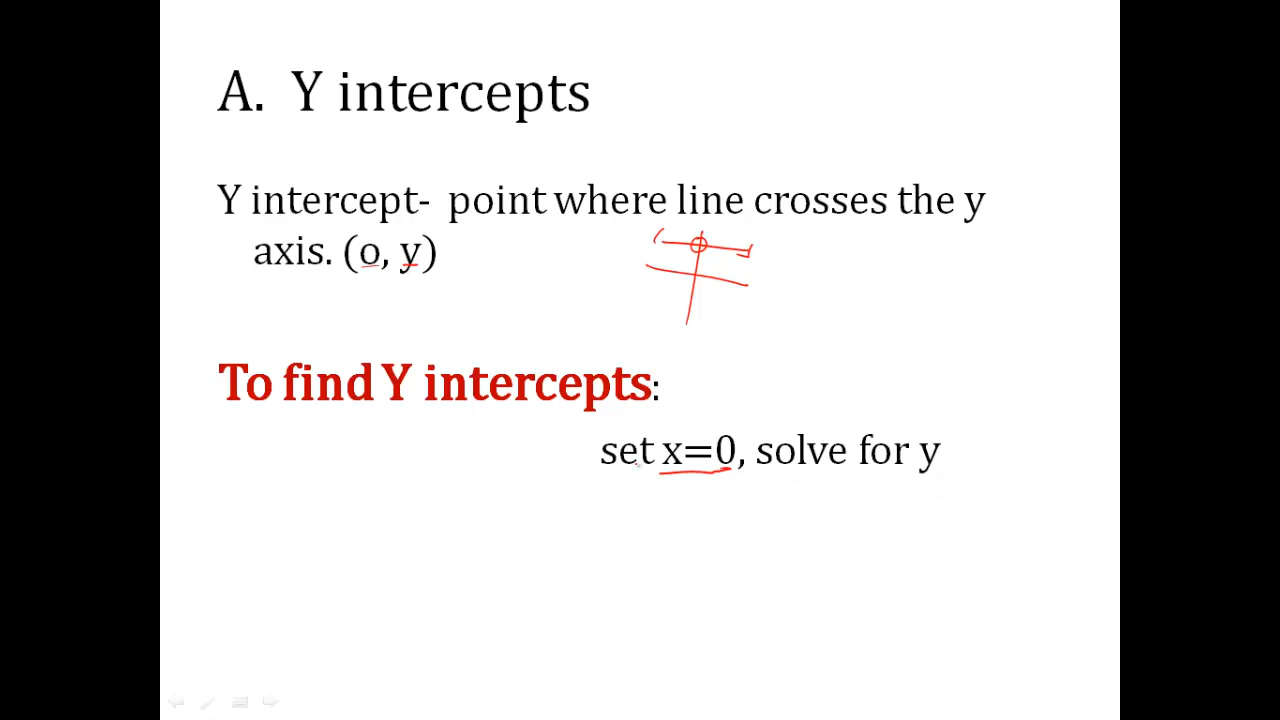 A. Y intercepts
Y intercept- point where line crosses the y
axis. (o, y)
To find Y intercepts:
set x=0, solve for y